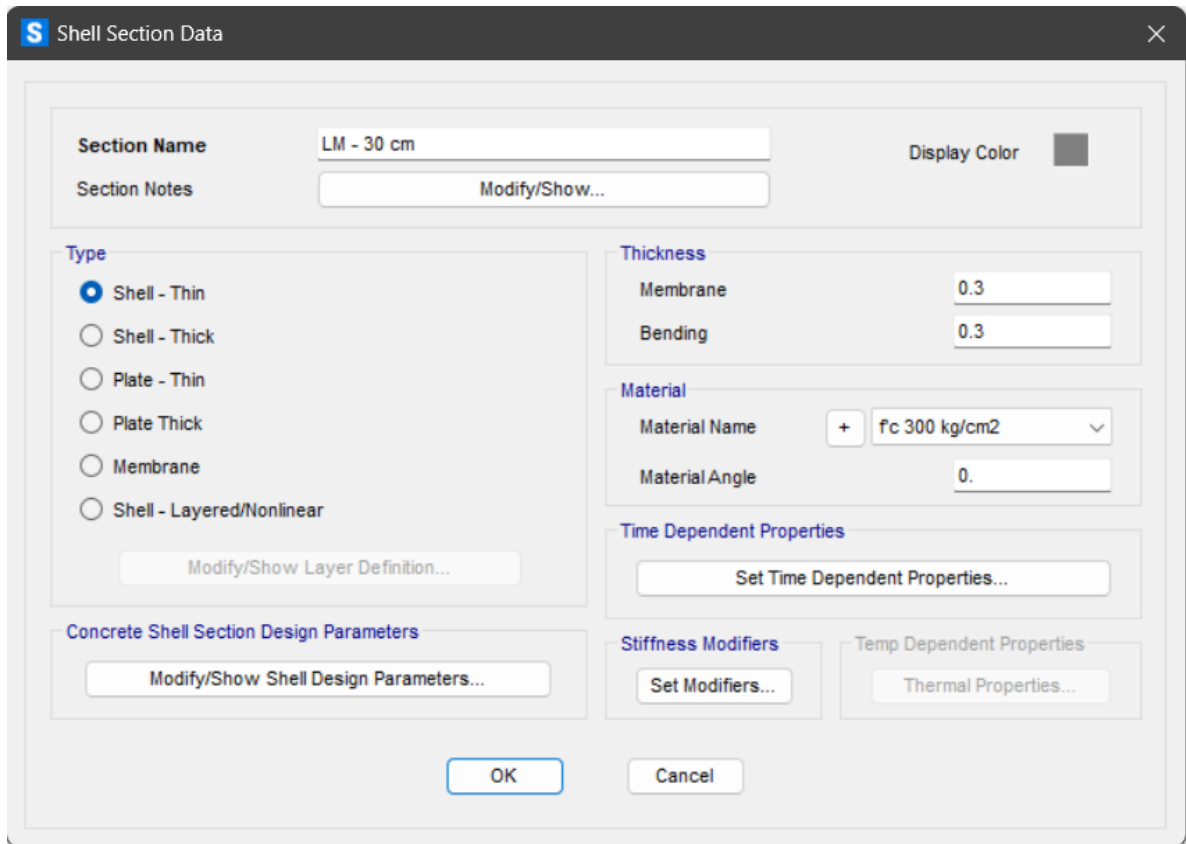 S Shell Section Data
Section Name LM - 30 cm Display Color
Section Notes Modify/Show...
Type
Shell - Thin
Shell - Thick
Plate - Thin
Plate Thick
Membrane
Shell - Layered/Nonlinear
Modify/Show Layer Definition...
Concrete Shell Section Design Parameters
Modify/Show Shell Design Parameters...
Thickness
Membrane 0.3
Bending 0.3
Material
Material Name + f'c 300 kg/cm2
Material Angle 0.
Time Dependent Properties
Set Time Dependent Properties...
Stiffness Modifiers
Set Modifiers...
Temp Dependent Properties
Thermal Properties...
OK Cancel